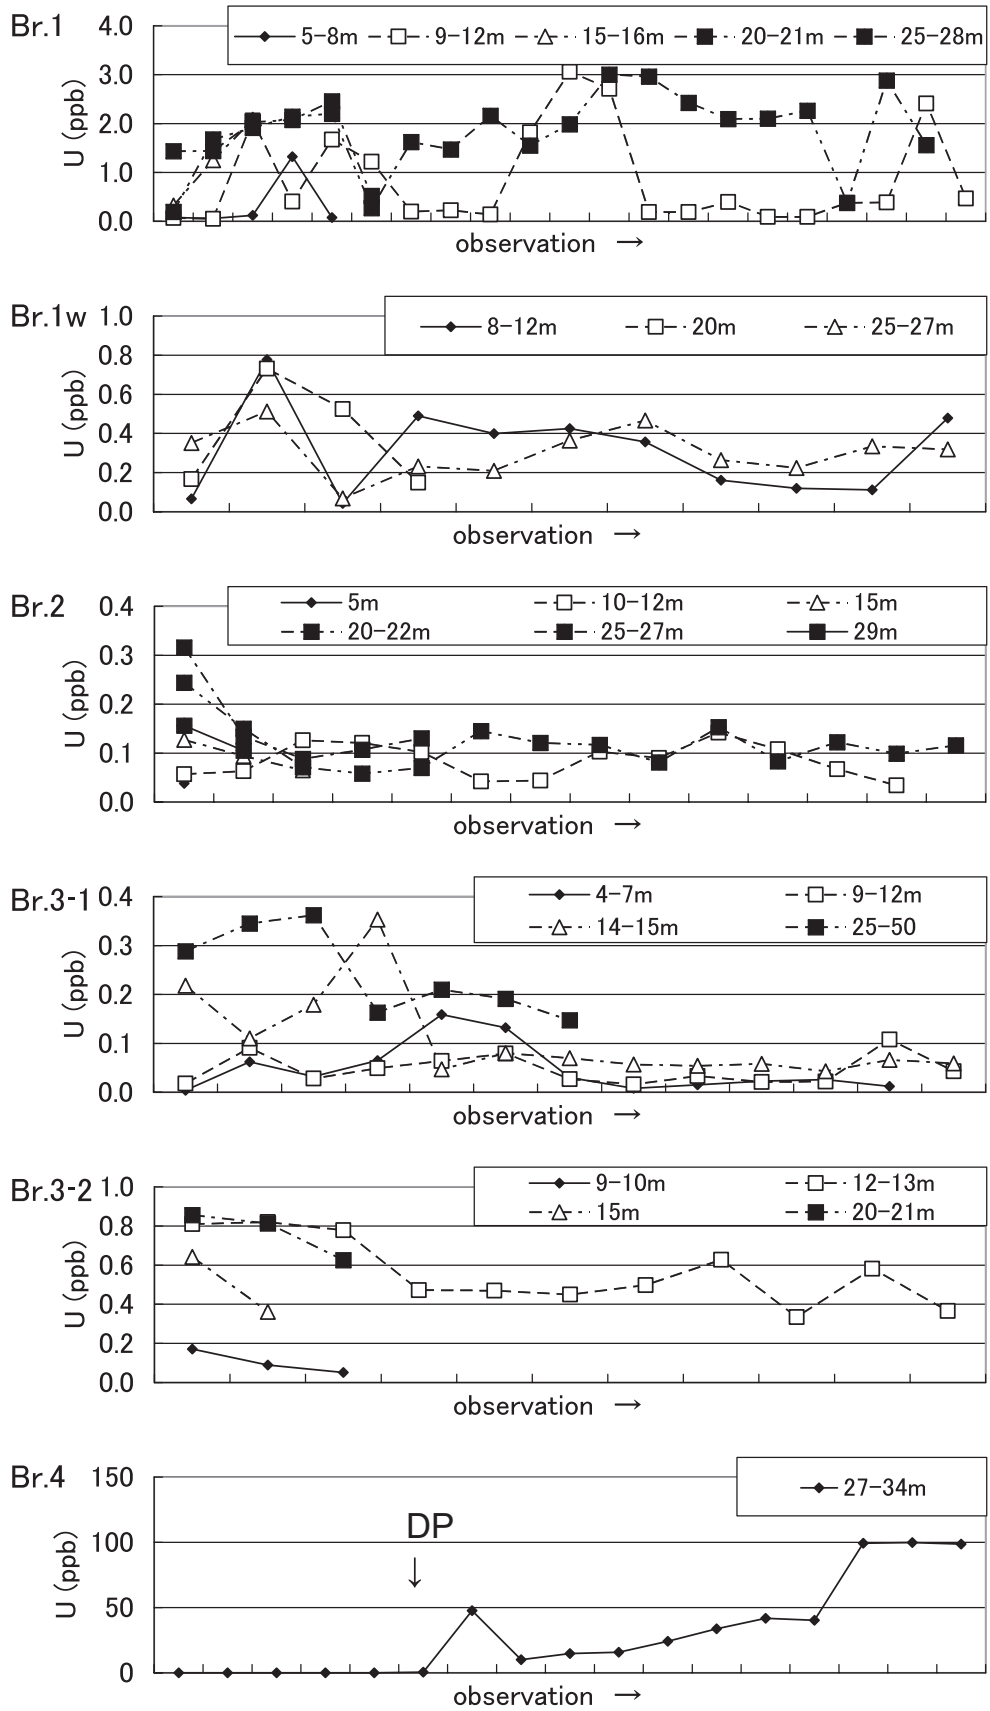 Br.1
4.0
3.0
2.0
1.0
0.0
U (ppb)
5-8m 9-12m 15-16m 20-21m 25-28m
observation →
Br.1w
1.0
0.8
0.6
0.4
0.2
0.0
U (ppb)
8-12m 20m 25-27m
observation →
Br.2
0.4
0.3
0.2
0.1
0.0
U (ppb)
5m 10-12m 15m
20-22m 25-27m 29m
observation →
Br.3-1
0.4
0.3
0.2
0.1
0.0
U (ppb)
4-7m 9-12m
14-15m 25-50
observation →
Br.3-2
1.0
0.8
0.6
0.4
0.2
0.0
U (ppb)
9-10m 12-13m
15m 20-21m
observation →
Br.4
150
100
50
0
U (ppb)
27-34m
DP
↓
observation →